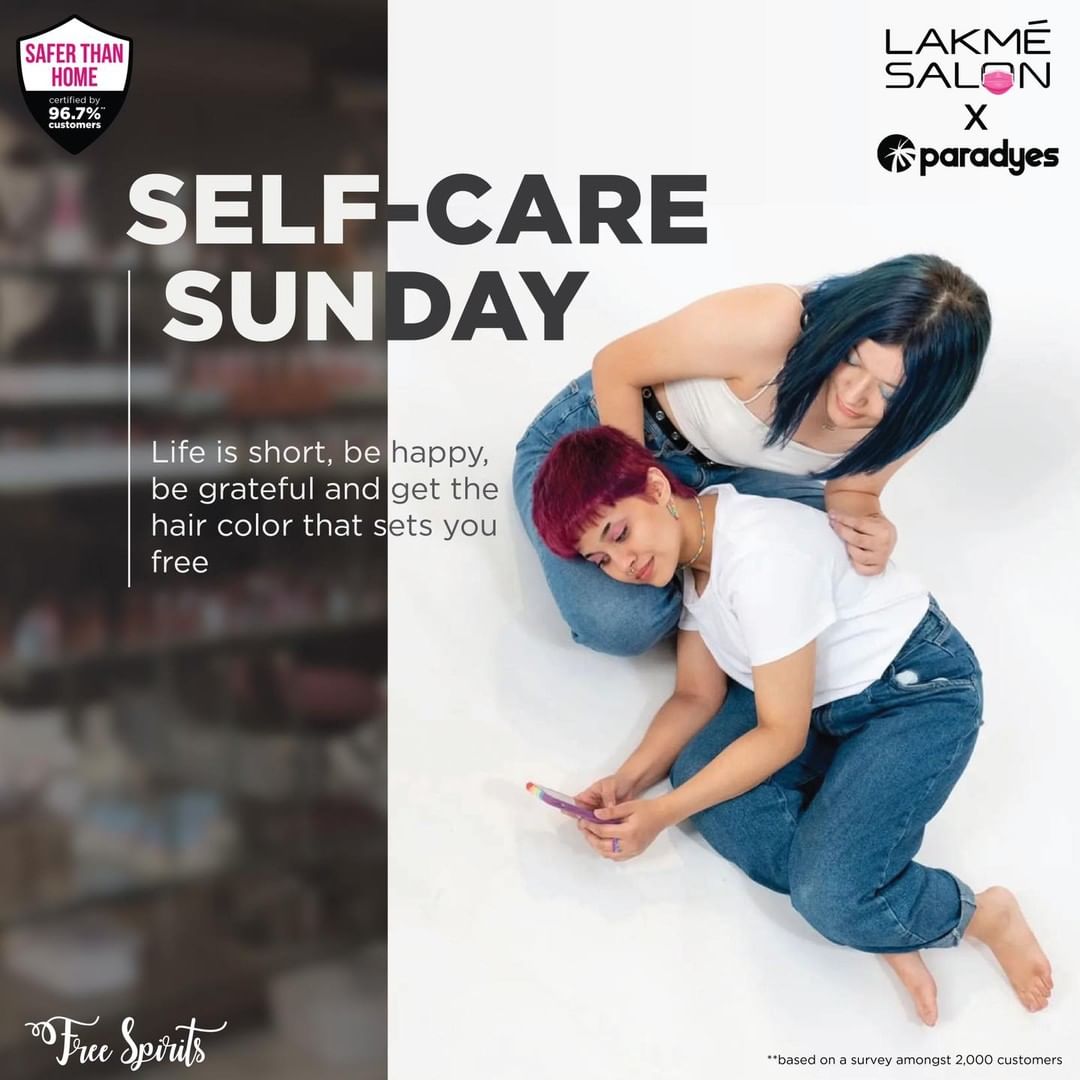 SAFER THAN
HOME
certified by
96.7%**
customers
LAKMÉ
SALON
X
paradyes
SELF-CARE
SUNDAY
Life is short, be happy,
be grateful and get the
hair color that sets you
free
Free Spirits
**based on a survey amongst 2,000 customers